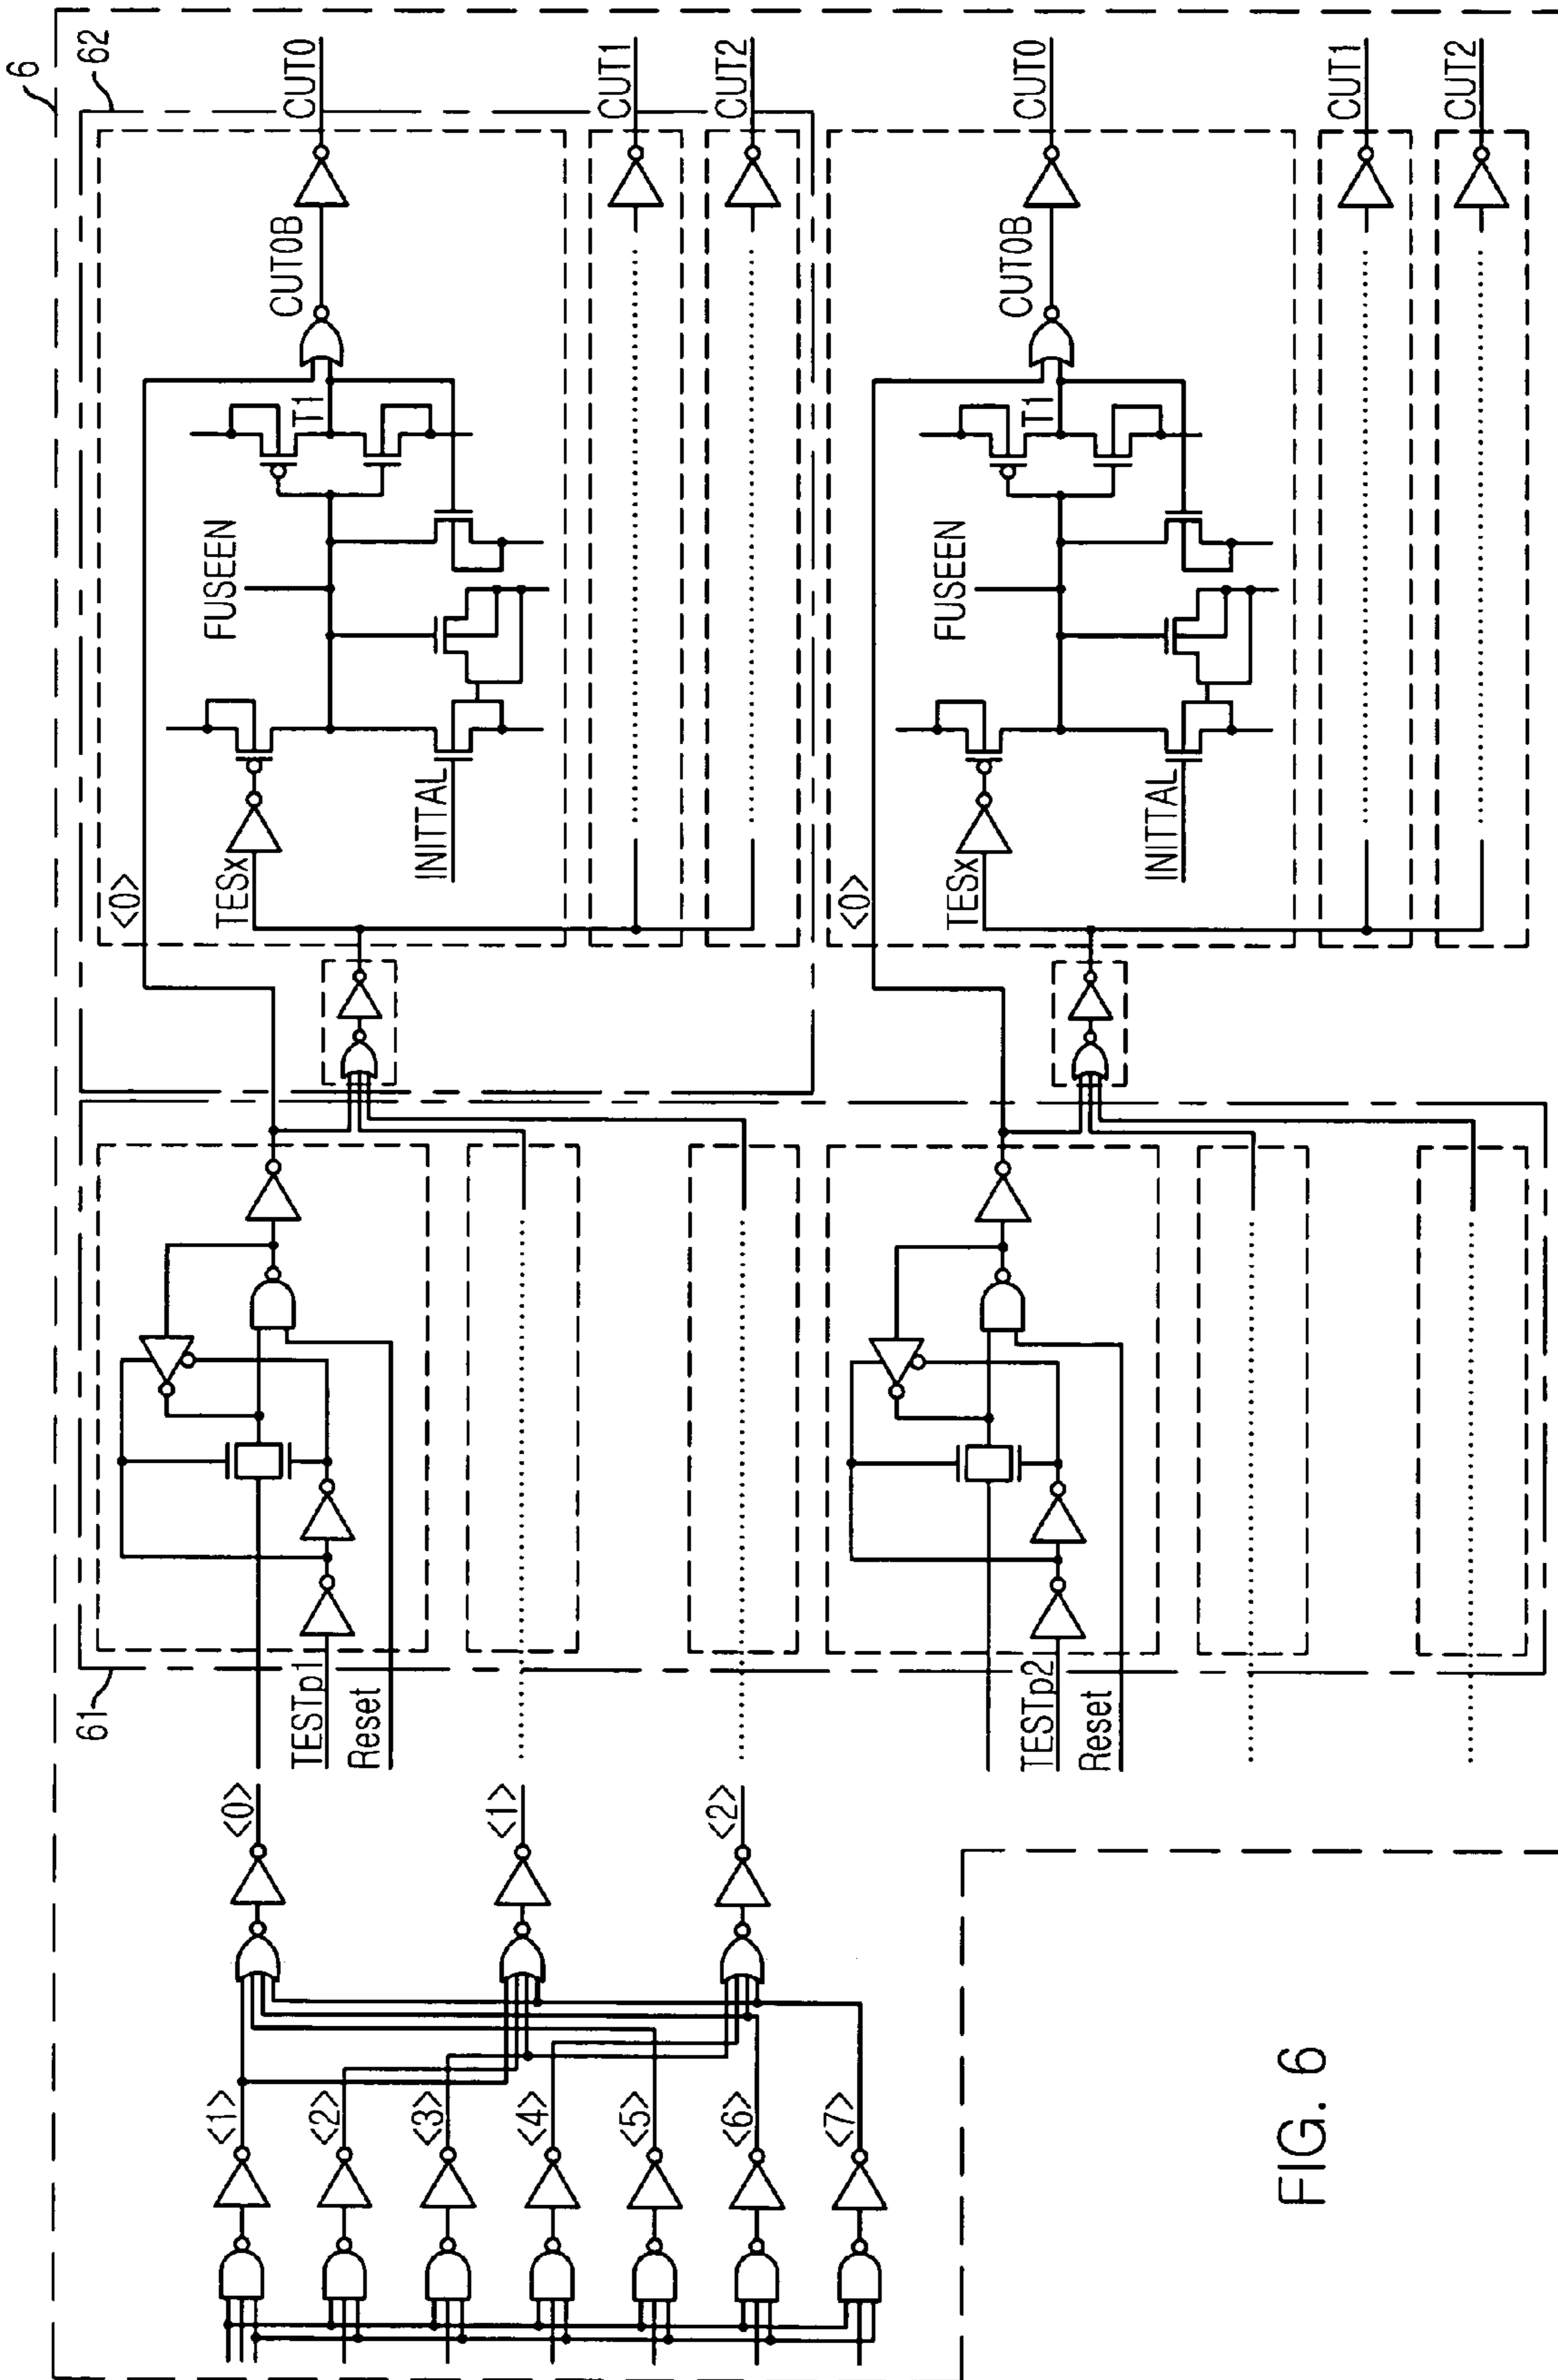 6
62
CUT0
CUT1
CUT2
CUT0B
T1
FUSEEN
<0>
TESx
INITTAL
CUT0
CUT1
CUT2
CUT0B
T1
FUSEEN
<0>
TESx
INITTAL
61
TESTp1
Reset
TESTp2
Reset
<0>
<1>
<2>
<1>
<2>
<3>
<4>
<5>
<6>
<7>
FIG. 6